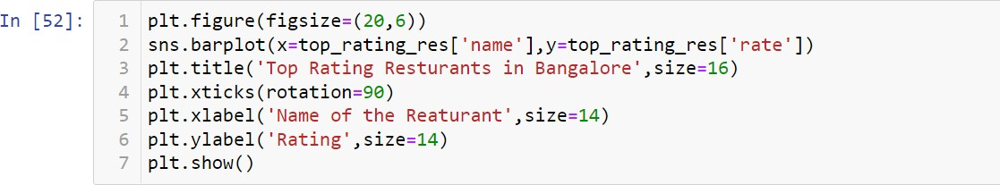 In [52]:
1 plt.figure(figsize=(20,6))
2 sns.barplot(x=top_rating_res['name'],y=top_rating_res['rate'])
3 plt.title('Top Rating Resturants in Bangalore',size=16)
4 plt.xticks(rotation=90)
5 plt.xlabel('Name of the Reaturant',size=14)
6 plt.ylabel('Rating',size=14)
7 plt.show()